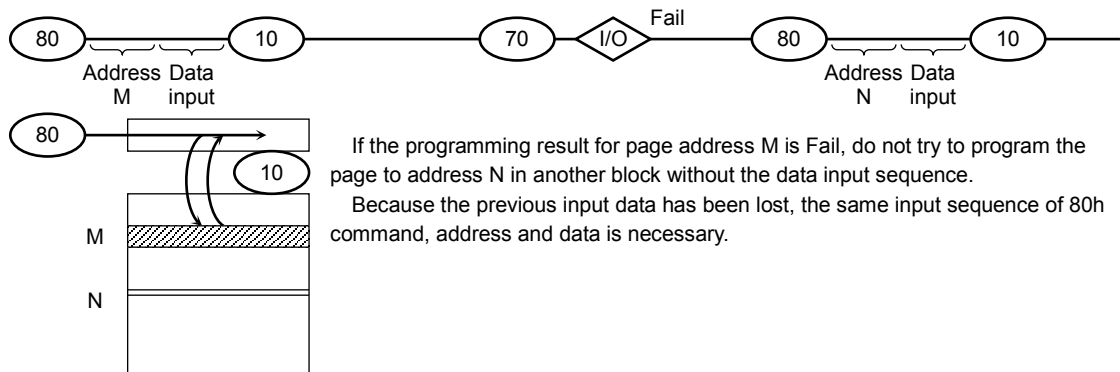 Fail
80 10 70 I/O 80 10
Address Data Address Data
M input N input
80
If the programming result for page address M is Fail, do not try to program the
page to address N in another block without the data input sequence.
10
Because the previous input data has been lost, the same input sequence of 80h
command, address and data is necessary.
M
N